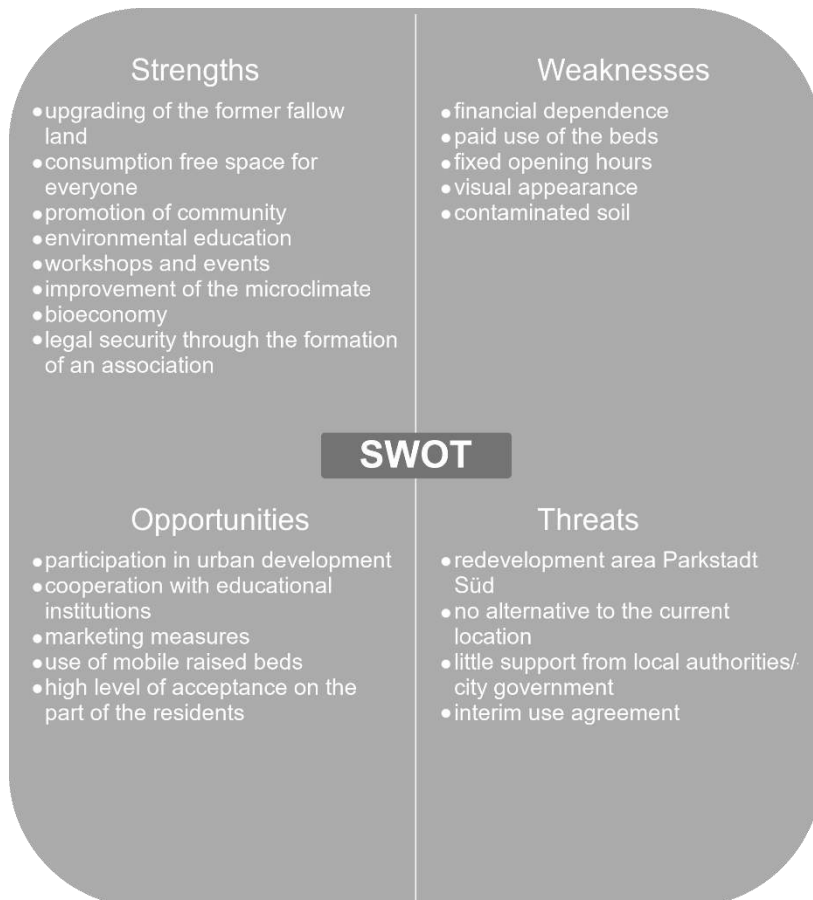 Strengths
•upgrading of the former fallow
land
•consumption free space for
everyone
•promotion of community
•environmental education
•workshops and events
•improvement of the microclimate
•bioeconomy
•legal security through the formation
of an association
Weaknesses
•financial dependence
•paid use of the beds
•fixed opening hours
•visual appearance
•contaminated soil
SWOT
Opportunities
•participation in urban development
•cooperation with educational
institutions
•marketing measures
•use of mobile raised beds
•high level of acceptance on the
part of the residents
Threats
•redevelopment area Parkstadt
Süd
•no alternative to the current
location
•little support from local authorities/
city government
•interim use agreement